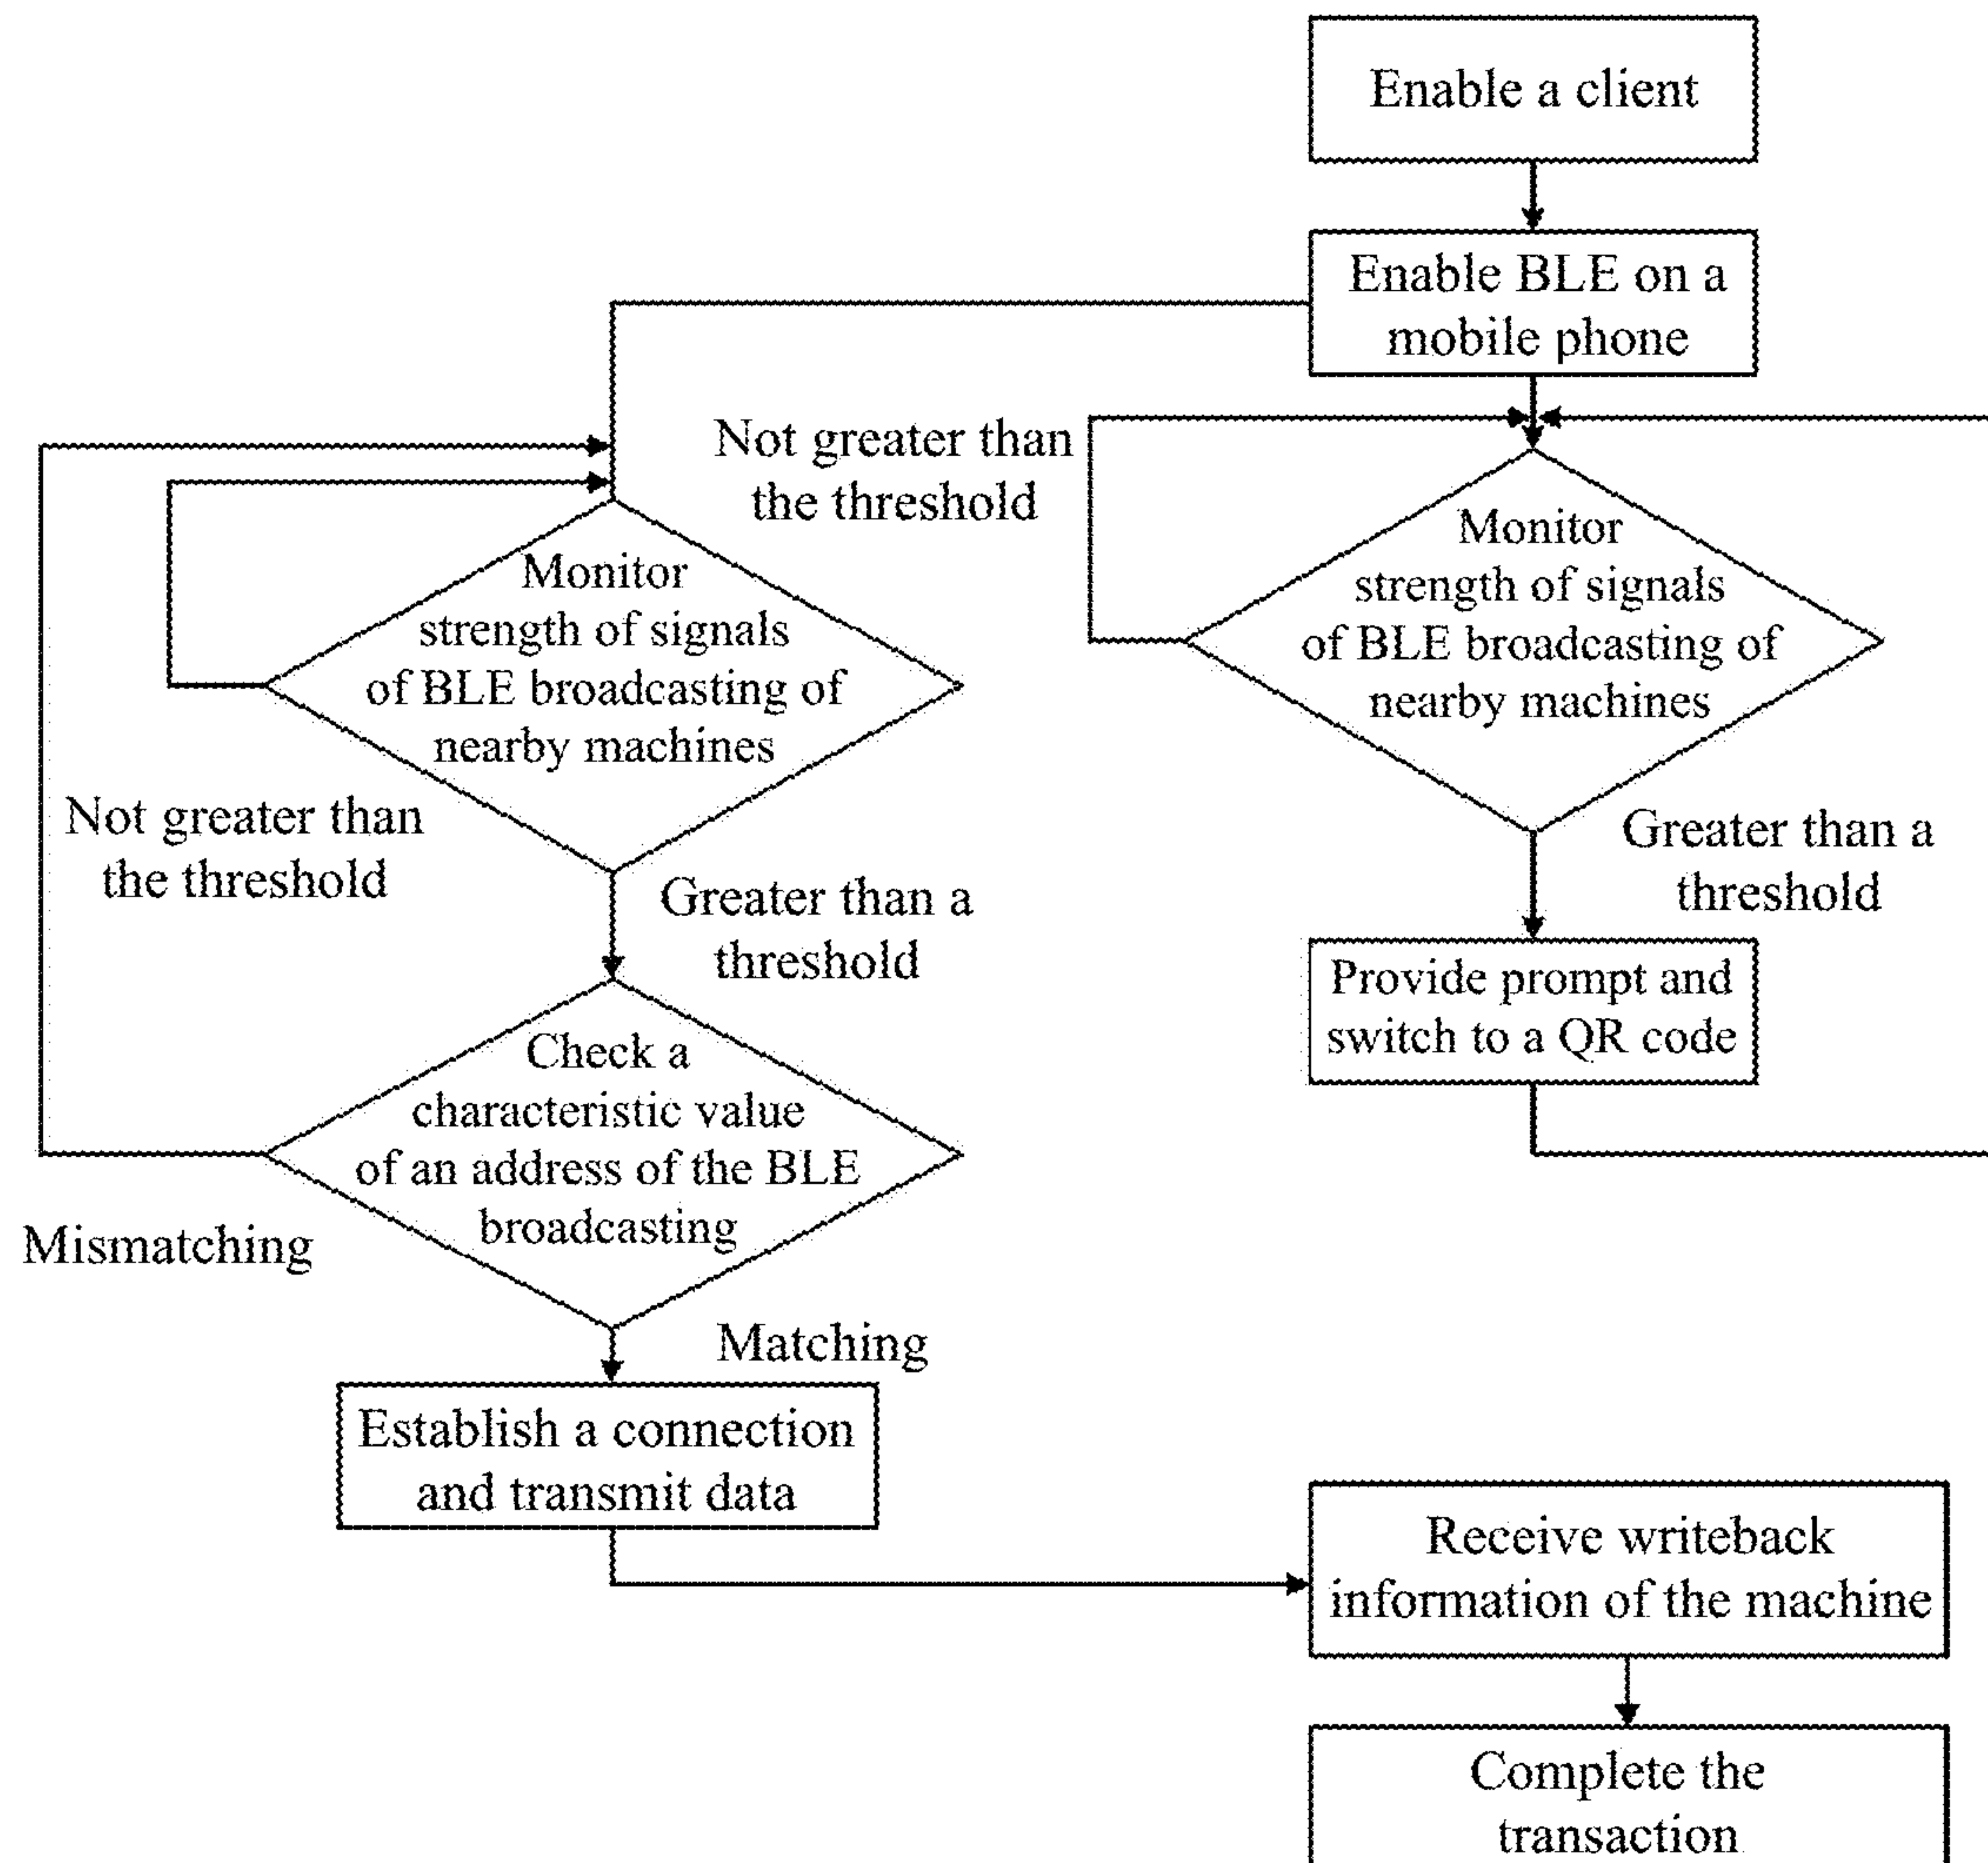 Enable a client
Enable BLE on a
mobile phone
Not greater than
the threshold
Monitor
strength of signals
of BLE broadcasting of
nearby machines
Monitor
strength of signals
of BLE broadcasting of
nearby machines
Not greater than
the threshold
Greater than a
threshold
Greater than a
threshold
Provide prompt and
switch to a QR code
Check a
characteristic value
of an address of the BLE
broadcasting
Mismatching
Matching
Establish a connection
and transmit data
Receive writeback
information of the machine
Complete the
transaction